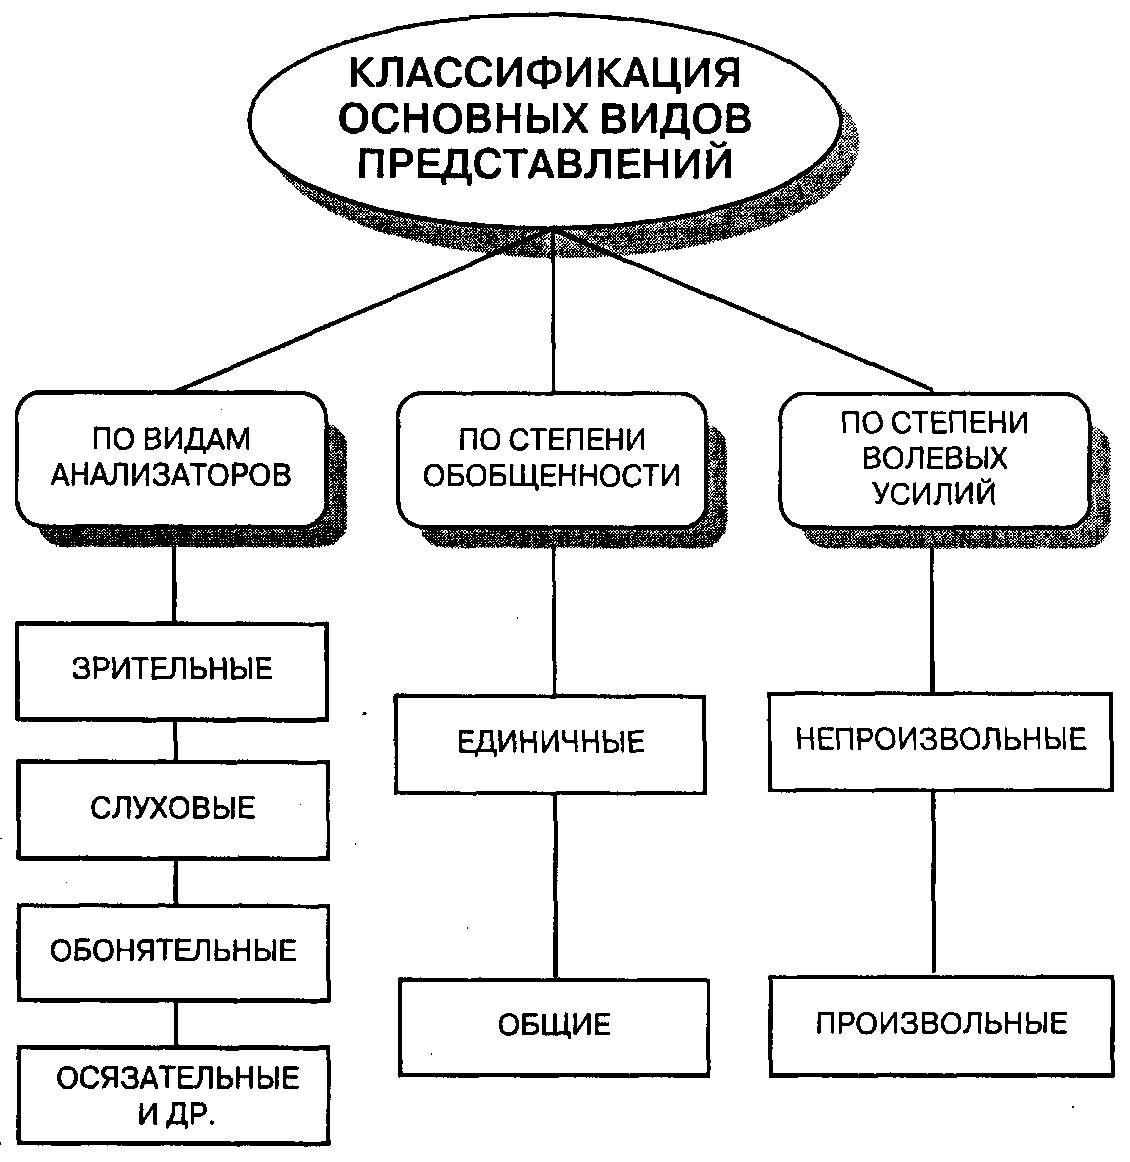 КЛАССИФИКАЦИЯ
ОСНОВНЫХ ВИДОВ
ПРЕДСТАВЛЕНИЙ
ПО ВИДАМ
АНАЛИЗАТОРОВ
ЗРИТЕЛЬНЫЕ
СЛУХОВЫЕ
ОБОНЯТЕЛЬНЫЕ
ОСЯЗАТЕЛЬНЫЕ
И ДР.
ПО СТЕПЕНИ
ОБОБЩЕННОСТИ
ЕДИНИЧНЫЕ
ОБЩИЕ
ПО СТЕПЕНИ
ВОЛЕВЫХ
УСИЛИЙ
НЕПРОИЗВОЛЬНЫЕ
ПРОИЗВОЛЬНЫЕ